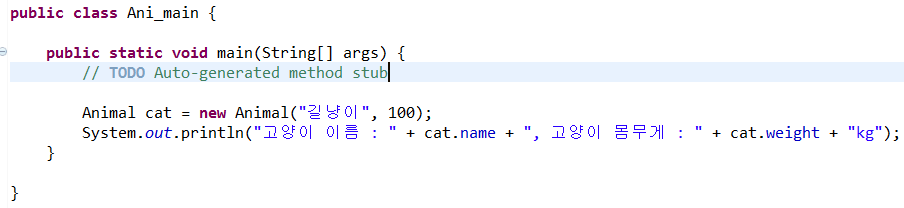 public class Ani_main {
public static void main(String[] args) {
// TODO Auto-generated method stub
Animal cat = new Animal("길냥이", 100);
System.out.println("고양이 이름 : " + cat.name + ", 고양이 몸무게 : " + cat.weight + "kg");
}
}